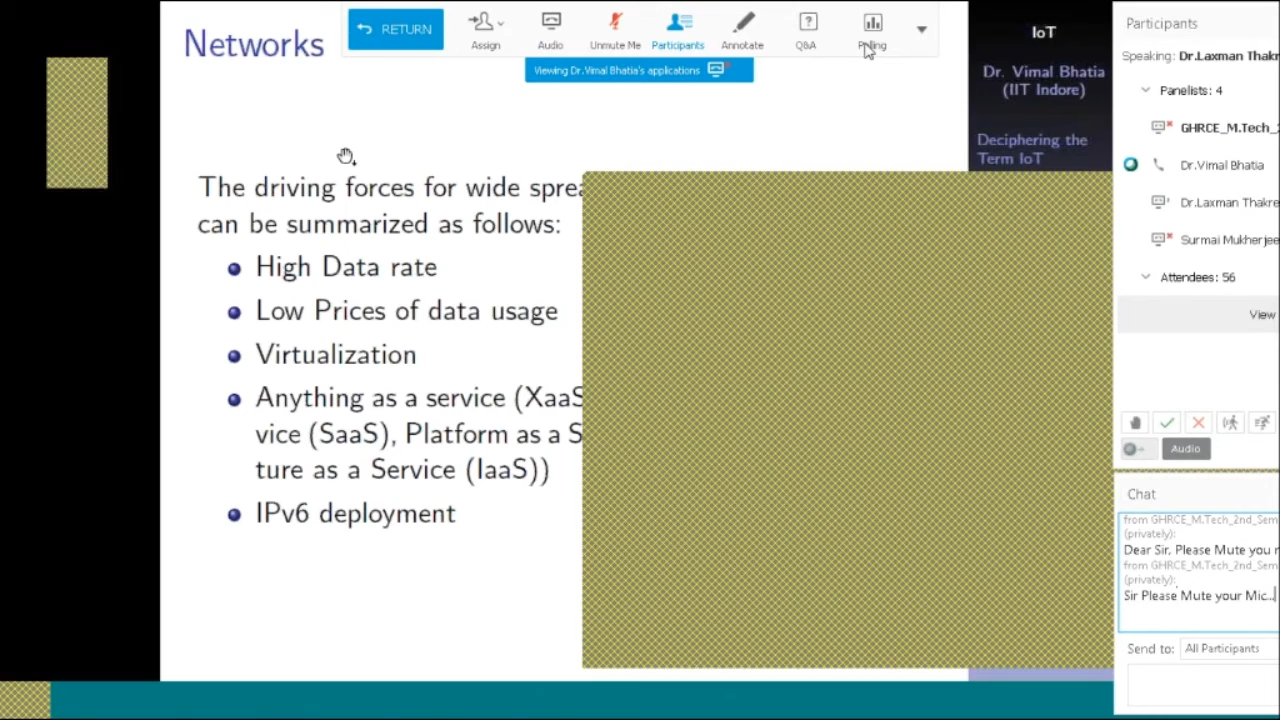 Networks
RETURN
Assign
Audio
Unmute Me
Participants
Annotate
Q&A
Polling
Viewing Dr.Vimal Bhatia's applications
The driving forces for wide sprea
can be summarized as follows:
High Data rate
Low Prices of data usage
Virtualization
Anything as a service (XaaS
vice (SaaS), Platform as a S
ture as a Service (IaaS))
IPv6 deployment
IoT
Dr. Vimal Bhatia
(IIT Indore)
Deciphering the
Term IoT
Participants
Speaking: Dr.Laxman Thakr
Panelists: 4
GHRCE_M.Tech_2
Dr.Vimal Bhatia
Dr.Laxman Thakre
Surmai Mukherjee
Attendees: 56
View
Audio
Chat
from GHRCE_M.Tech_2nd_Sem
(privately):
Dear Sir, Please Mute you
from GHRCE_M.Tech_2nd_Sem
(privately):
Sir Please Mute your Mic...
Send to: All Participants